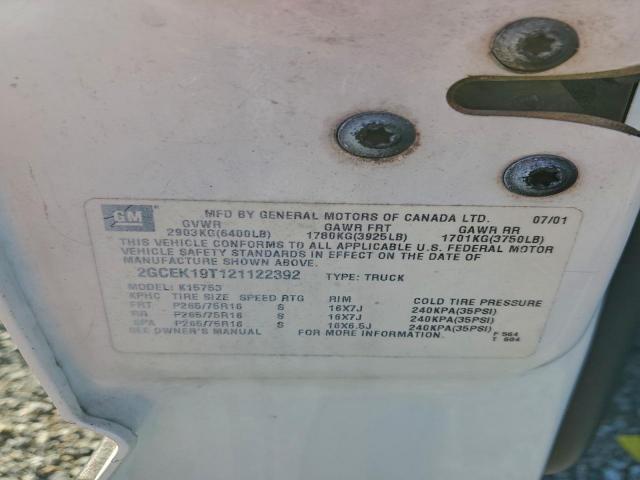 GM MFD BY GENERAL MOTORS OF CANADA LTD. 07/01
GVWR GAWR FRT GAWR RR
2903KG(6400LB) 1780KG(3925LB) 1701KG(3750LB)
THIS VEHICLE CONFORMS TO ALL APPLICABLE U.S. FEDERAL MOTOR
VEHICLE SAFETY STANDARDS IN EFFECT ON THE DATE OF
MANUFACTURE SHOWN ABOVE.
2GCEK19T121122392 TYPE: TRUCK
MODEL: K15753
KPHC TIRE SIZE SPEED RTG RIM COLD TIRE PRESSURE
FRT P265/75R16 S 16X7J 240KPA(35PSI)
RR P265/75R16 S 16X7J 240KPA(35PSI)
SPA P265/75R16 S 16X6.5J 240KPA(35PSI)
SEE OWNER'S MANUAL FOR MORE INFORMATION.
F 564
T 604